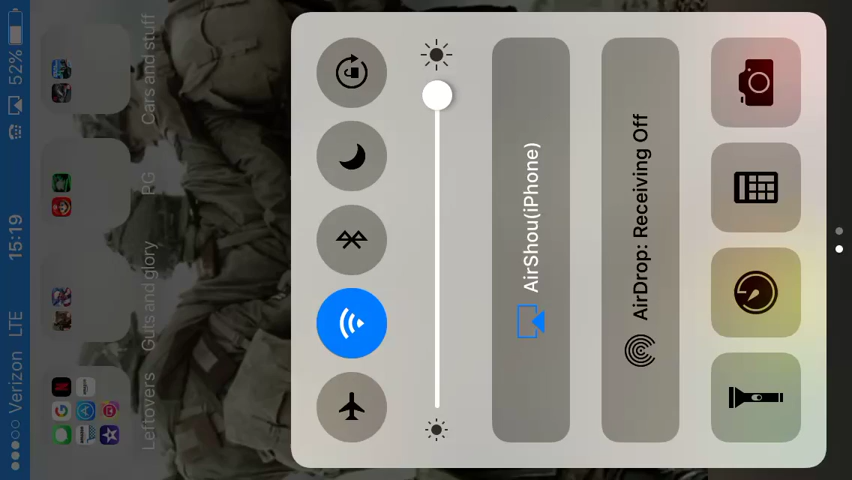 Verizon LTE 15:19 52%
Leftovers Guts and glory PG Cars and stuff
AirShou(iPhone)
AirDrop: Receiving Off